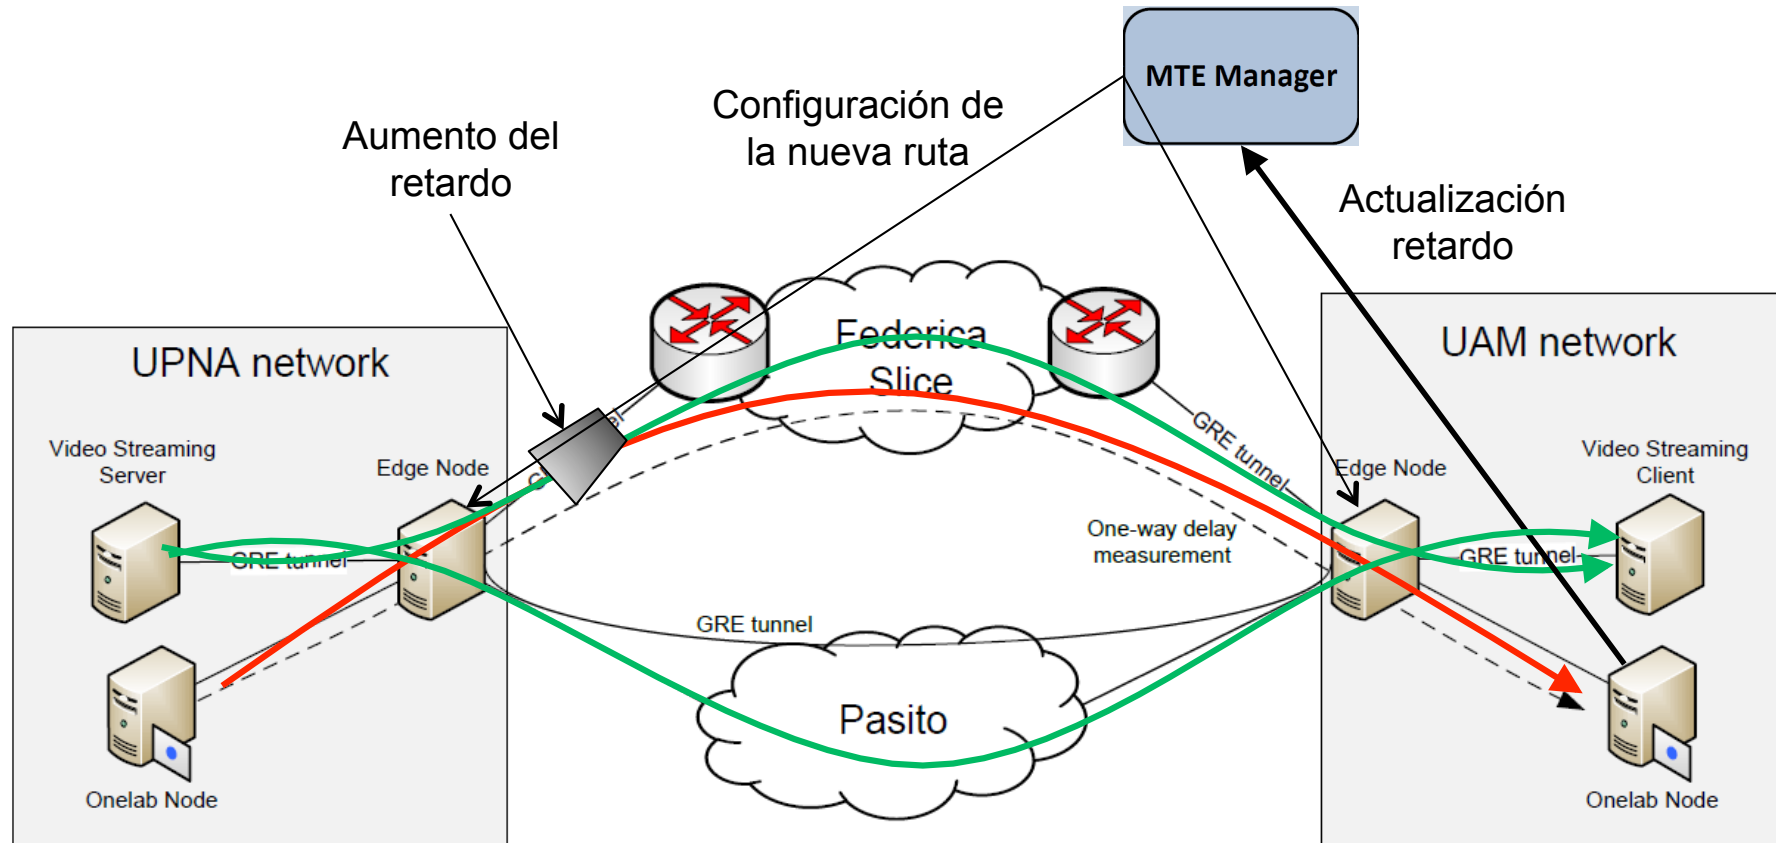 MTE Manager
Configuración de
la nueva ruta
Aumento del
retardo
Actualización
retardo
UPNA network
Federica
Slice
UAM network
Video Streaming
Server
Edge Node
GRE tunnel
GRE tunnel
Edge Node
Video Streaming
Client
One-way delay
measurement
GRE tunnel
GRE tunnel
Pasito
Onelab Node
Onelab Node